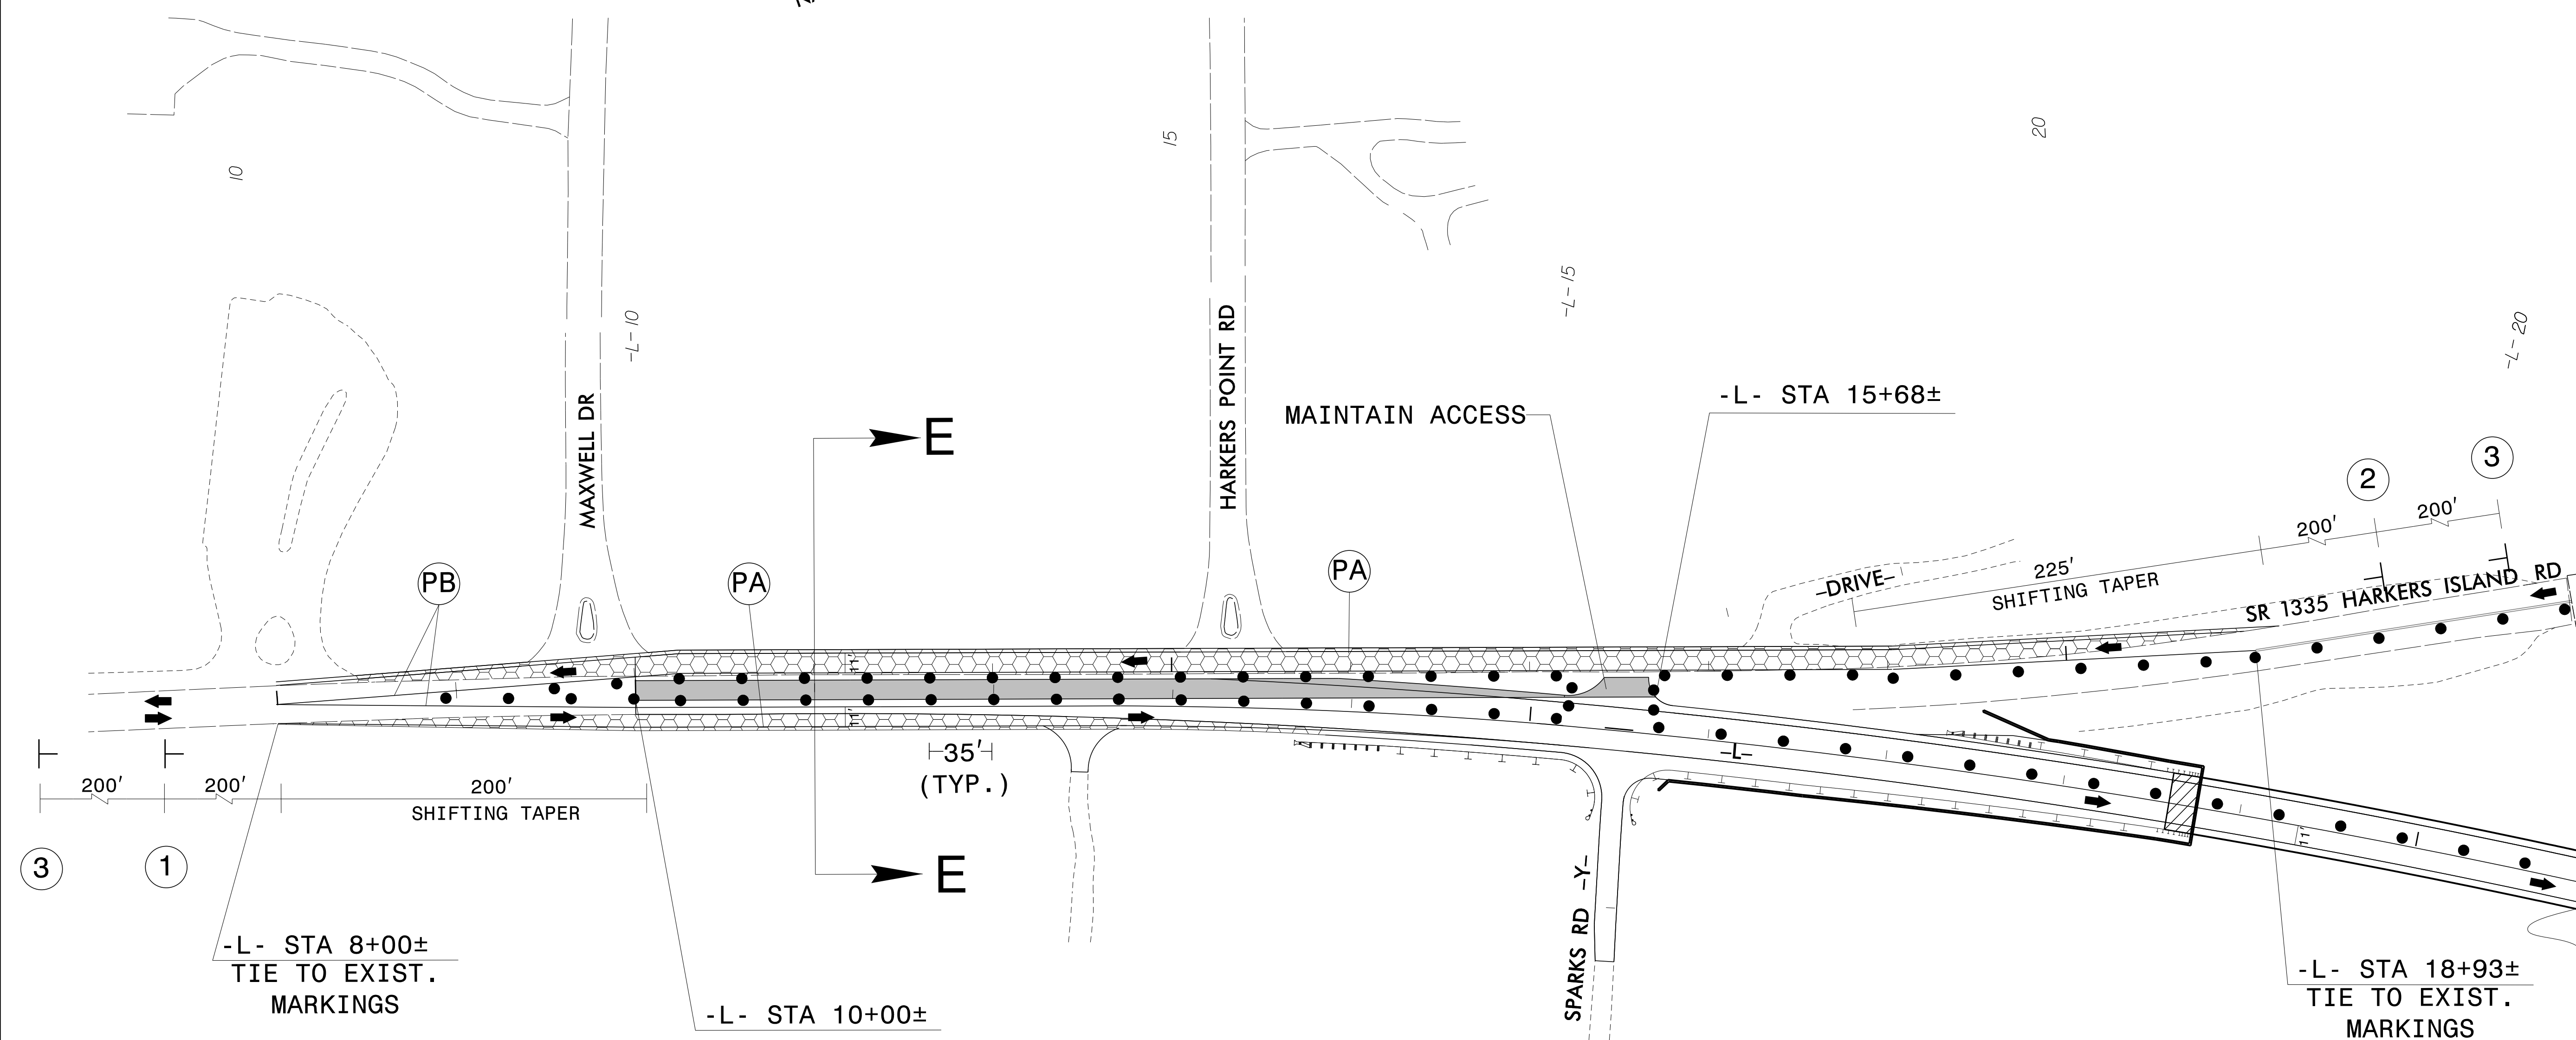 10
15
20
-L- 10
-L- 15
-L- 20
MAXWELL DR
HARKERS POINT RD
E
MAINTAIN ACCESS
-L- STA 15+68±
3
2
200'
200'
225'
SHIFTING TAPER
-DRIVE-
SR 1335 HARKERS ISLAND RD
PB
PA
PA
11'
11'
35'
(TYP.)
-L-
11'
200'
200'
200'
SHIFTING TAPER
3
1
E
SPARKS RD -Y-
-L- STA 8+00±
TIE TO EXIST.
MARKINGS
-L- STA 10+00±
-L- STA 18+93±
TIE TO EXIST.
MARKINGS